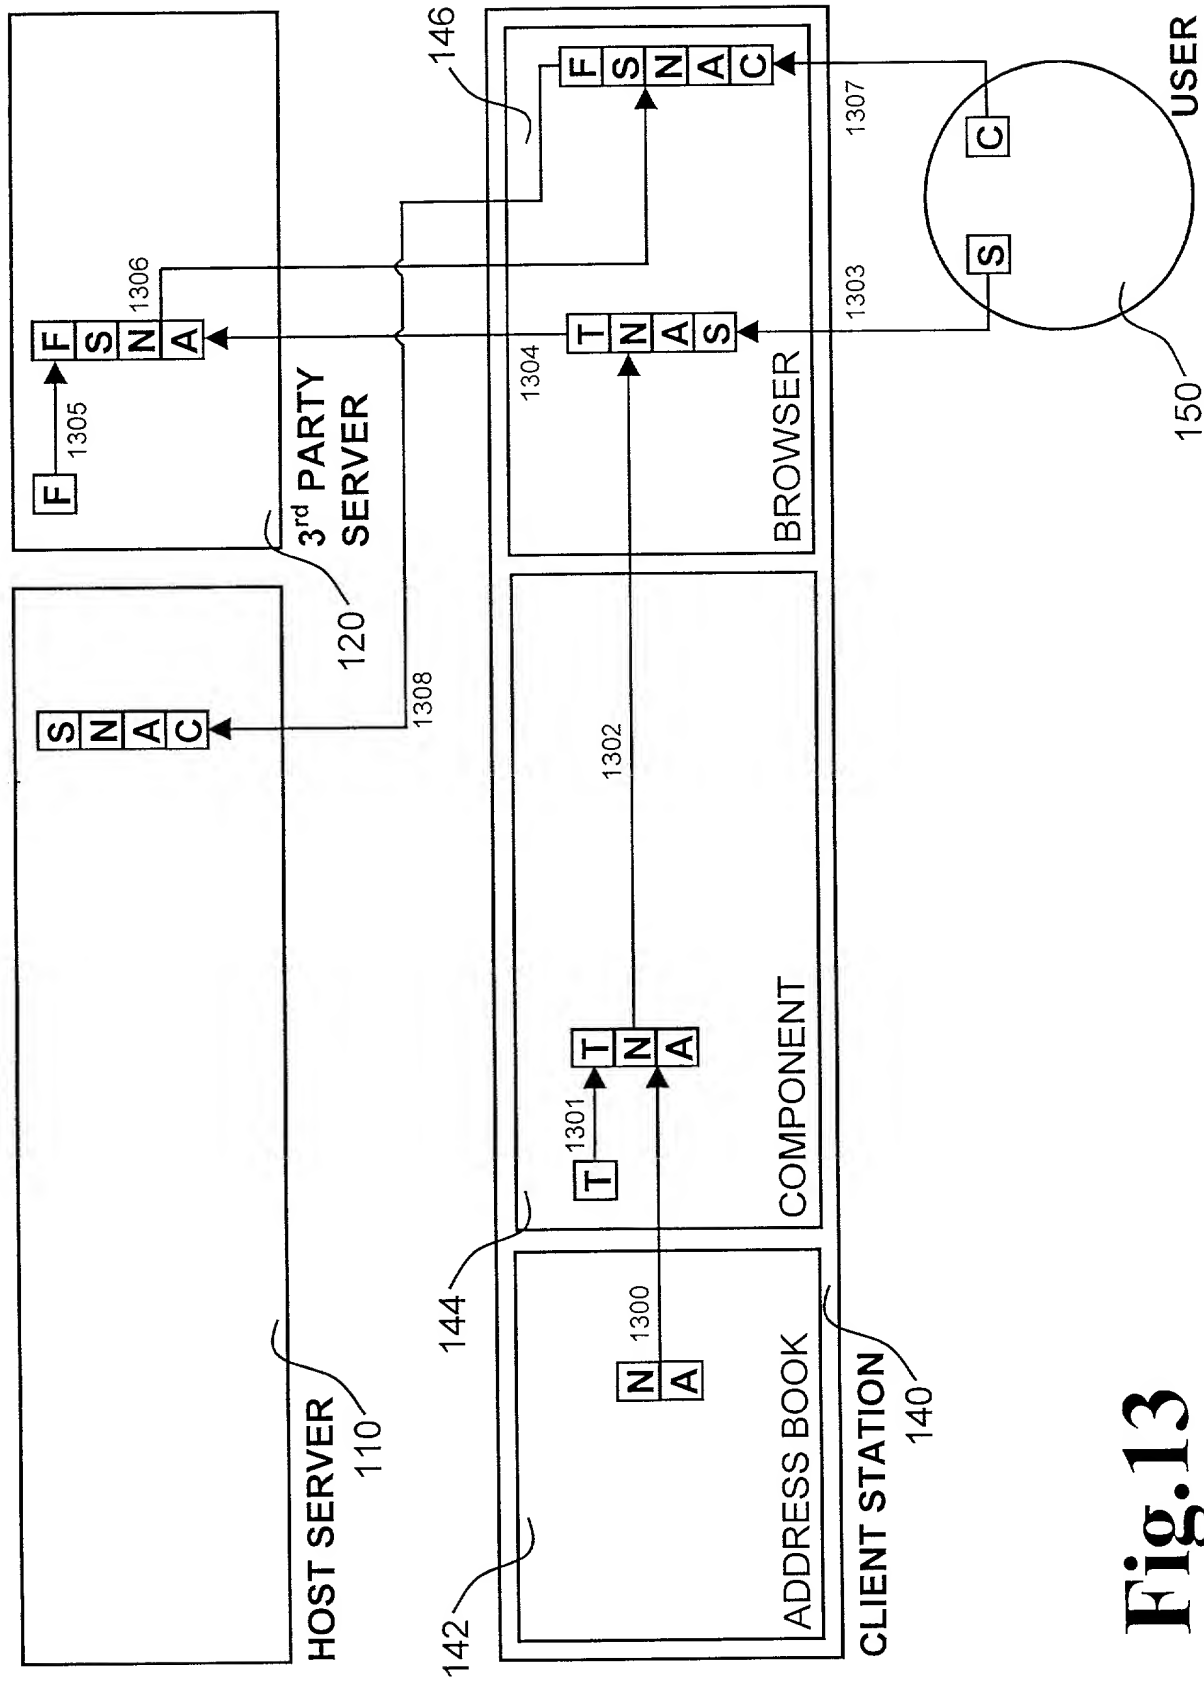 HOST SERVER
110
S
N
A
C
1308
3rd PARTY
SERVER
120
F
1305
F
S
N
A
1306
142
ADDRESS BOOK
N
A
1300
144
COMPONENT
T
1301
T
N
A
1302
146
BROWSER
T
N
A
S
1304
F
S
N
A
C
CLIENT STATION
140
1303
1307
S
C
150
USER
Fig.13